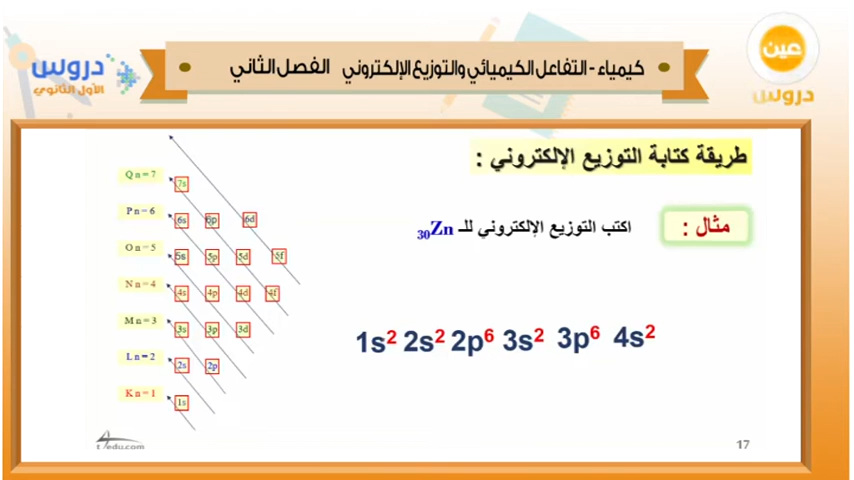 دروس
الأول الثانوي
كيمياء - التفاعل الكيميائي والتوزيع الإلكتروني الفصل الثاني
عين
دروس
طريقة كتابة التوزيع الإلكتروني :
مثال :
اكتب التوزيع الإلكتروني للـ ₃₀Zn
1s² 2s² 2p⁶ 3s² 3p⁶ 4s²
Q n = 7 7s
P n = 6 6s 6p 6d
O n = 5 5s 5p 5d 5f
N n = 4 4s 4p 4d 4f
M n = 3 3s 3p 3d
L n = 2 2s 2p
K n = 1 1s
t4edu.com
17